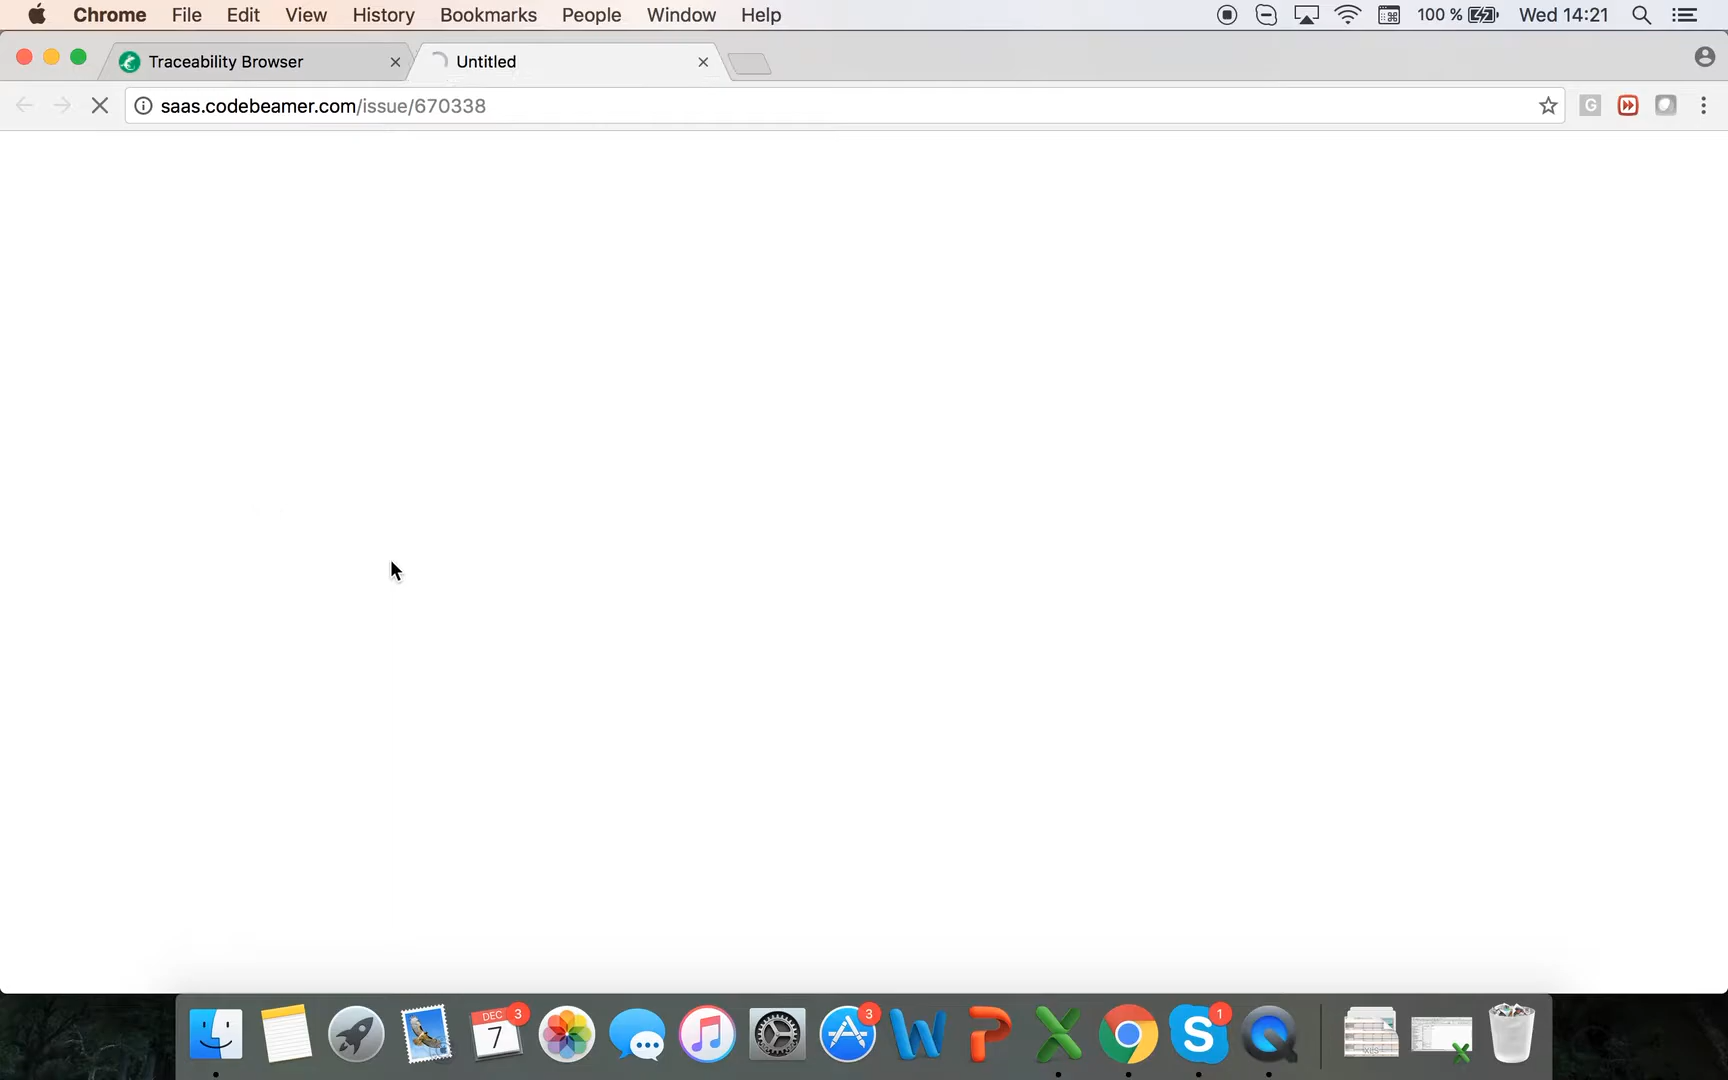 Chrome File Edit View History Bookmarks People Window Help 100 % Wed 14:21
Traceability Browser Untitled
saas.codebeamer.com/issue/670338 G
DEC 7 3 3 W P X S 1
XLS X